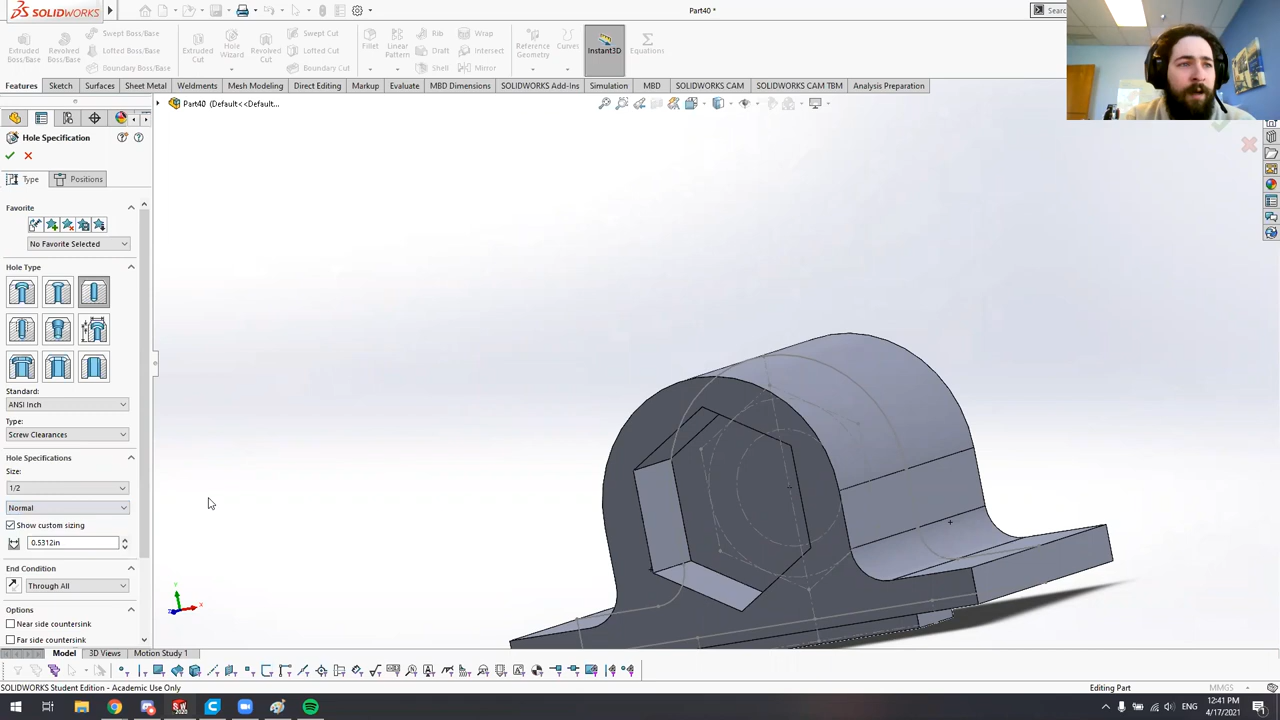 SOLIDWORKS
Part40 *
Sear
Extruded Boss/Base
Revolved Boss/Base
Swept Boss/Base
Lofted Boss/Base
Boundary Boss/Base
Extruded Cut
Hole Wizard
Revolved Cut
Swept Cut
Lofted Cut
Boundary Cut
Fillet
Linear Pattern
Rib
Draft
Shell
Wrap
Intersect
Mirror
Reference Geometry
Curves
Instant3D
Equations
Features Sketch Surfaces Sheet Metal Weldments Mesh Modeling Direct Editing Markup Evaluate MBD Dimensions SOLIDWORKS Add-Ins Simulation MBD SOLIDWORKS CAM SOLIDWORKS CAM TBM Analysis Preparation
Part40 (Default<<Default...
Hole Specification
Type Positions
Favorite
No Favorite Selected
Hole Type
Standard:
ANSI Inch
Type:
Screw Clearances
Hole Specifications
Size:
1/2
Normal
Show custom sizing
0.5312in
End Condition
Through All
Options
Near side countersink
Far side countersink
Y
X
Z
Model 3D Views Motion Study 1
SOLIDWORKS Student Edition - Academic Use Only
Editing Part
MMGS
ENG
12:41 PM
4/17/2021